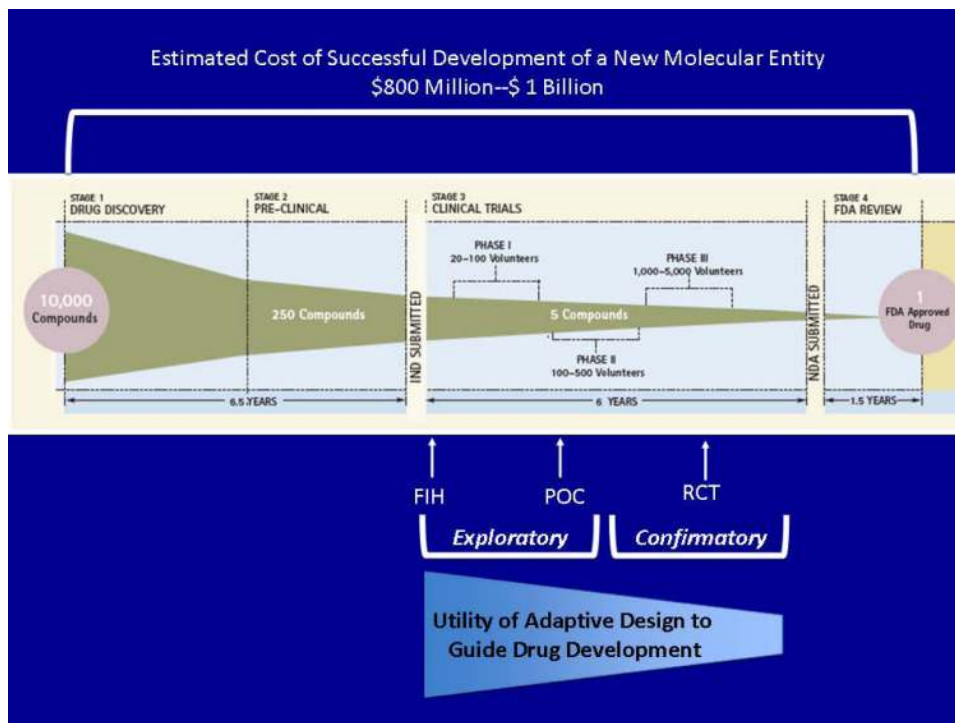 Estimated Cost of Successful Development of a New Molecular Entity
$800 Million--$ 1 Billion
STAGE 1
DRUG DISCOVERY
STAGE 2
PRE-CLINICAL
STAGE 3
CLINICAL TRIALS
STAGE 4
FDA REVIEW
10,000
Compounds
250 Compounds
IND SUBMITTED
PHASE I
20–100 Volunteers
5 Compounds
PHASE II
100–500 Volunteers
PHASE III
1,000–5,000 Volunteers
NDA SUBMITTED
1
FDA Approved
Drug
6.5 YEARS
6 YEARS
1.5 YEARS
FIH
POC
RCT
Exploratory
Confirmatory
Utility of Adaptive Design to
Guide Drug Development